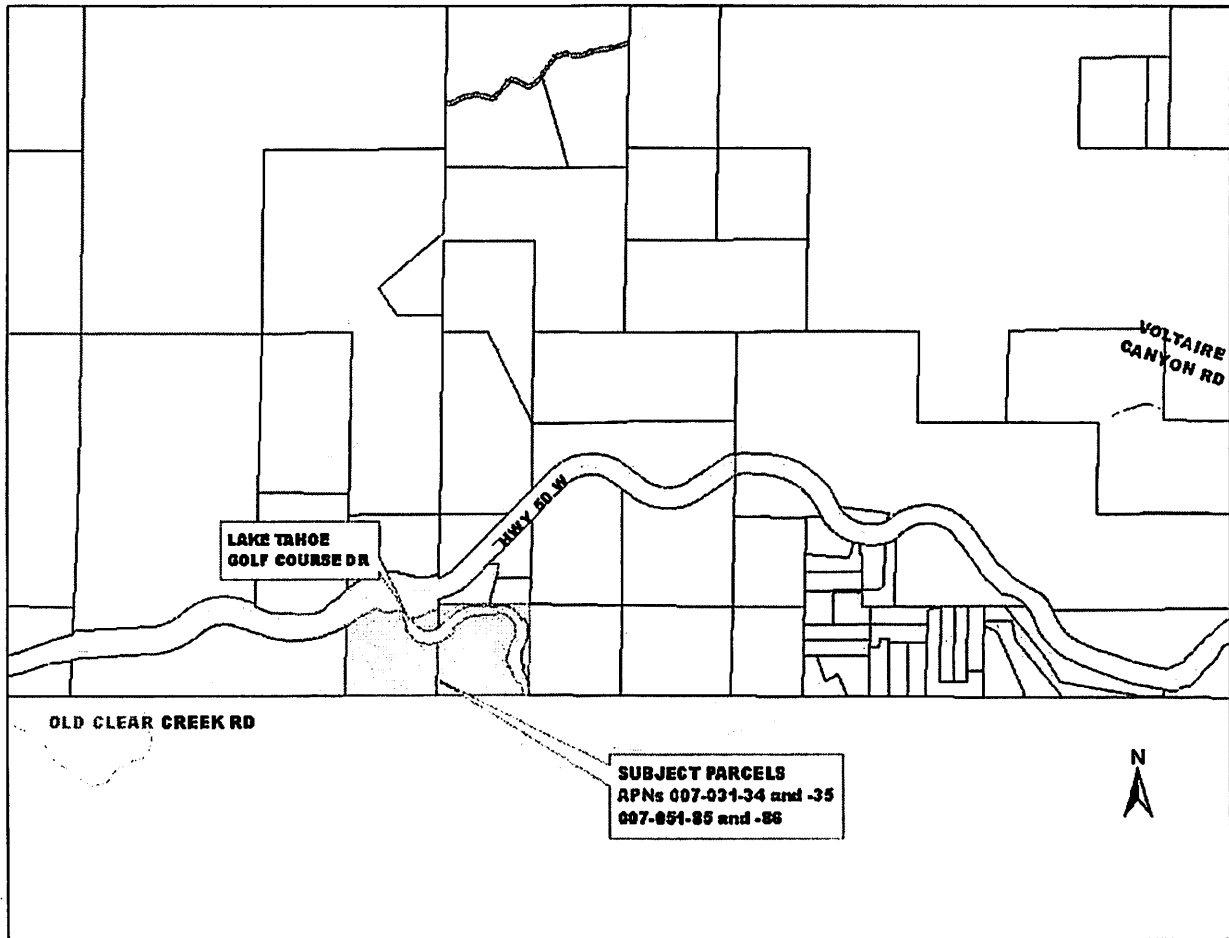 VOLTAIRE
CANYON RD
HWY 50 W
LAKE TAHOE
GOLF COURSE DR
OLD CLEAR CREEK RD
SUBJECT PARCELS
APNs 007-031-34 and -35
007-051-85 and -86
N